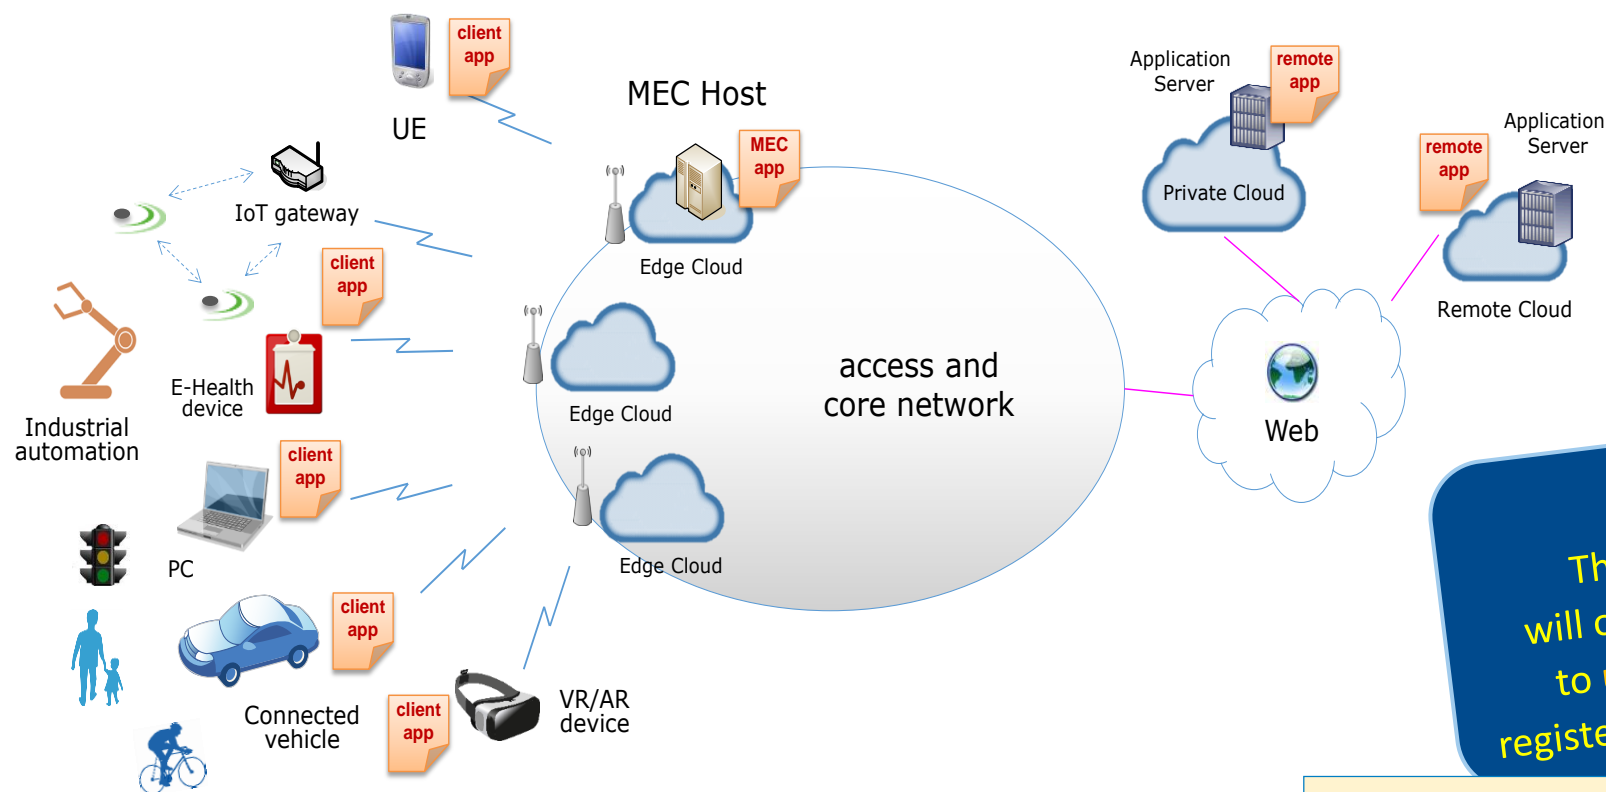 client
app
UE
MEC Host
MEC
app
Edge Cloud
IoT gateway
client
app
E-Health
device
Industrial
automation
Edge Cloud
access and
core network
client
app
PC
Edge Cloud
client
app
Connected
vehicle
client
app
VR/AR
device
Application
Server
remote
app
Private Cloud
Application
Server
remote
app
Remote Cloud
Web
will
to